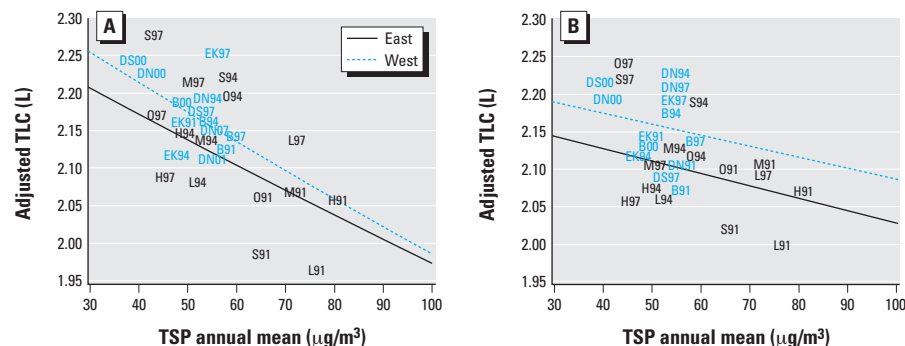 A
East
West
Adjusted TLC (L)
2.30
2.25
2.20
2.15
2.10
2.05
2.00
1.95
S97
EK97
DS00
DN00
M97
S94
B00
DN94
O94
H97
DS97
EK91
B94
H94
DN07
M94
B97
L97
EK94
B91
DN01
H97
L94
O91
M91
H91
S91
L91
30 40 50 60 70 80 90 100
TSP annual mean (μg/m³)
B
Adjusted TLC (L)
2.30
2.25
2.20
2.15
2.10
2.05
2.00
1.95
O97
DS00
S97
DN94
DN97
DN00
EK97
S94
B94
EK91
B00
B97
EK94
M94
O94
M97
DN91
O91
M91
DS97
L97
H94
B91
H91
H97
L94
S91
L91
30 40 50 60 70 80 90 100
TSP annual mean (μg/m³)